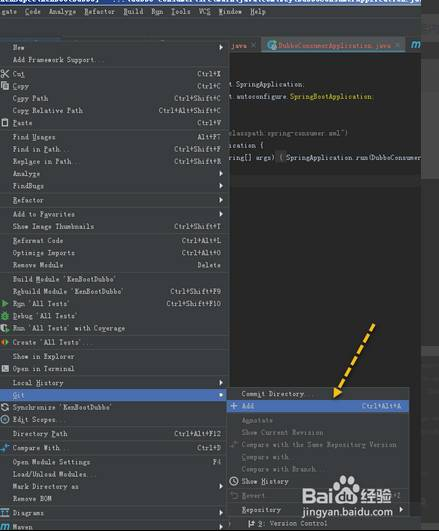 gate Code Analyze Refactor Build Run Tools VCS Window Help
java × DubboConsumerApplication.java ×
New
Add Framework Support...
Cut Ctrl+X
Copy Ctrl+C
Copy Path Ctrl+Shift+C
Copy Relative Path Ctrl+Alt+Shift+C
Paste Ctrl+V
Find Usages Alt+F7
Find in Path... Ctrl+Shift+F
Replace in Path... Ctrl+Shift+R
Analyze
FindBugs
Refactor
Add to Favorites
Show Image Thumbnails Ctrl+Shift+T
Reformat Code Ctrl+Alt+L
Optimize Imports Ctrl+Alt+O
Remove Module Delete
Build Module 'KenBootDubbo'
Rebuild Module 'KenBootDubbo' Ctrl+Shift+F9
Run 'All Tests' Ctrl+Shift+F10
Debug 'All Tests'
Run 'All Tests' with Coverage
Create 'All Tests'...
Show in Explorer
Open in Terminal
Local History
Git
Synchronize 'KenBootDubbo'
Edit Scopes...
Directory Path Ctrl+Alt+F12
Compare With... Ctrl+D
Open Module Settings F4
Load/Unload Modules...
Mark Directory as
Remove BOM
Diagrams
Maven
t.SpringApplication;
t.autoconfigure.SpringBootApplication;
classpath:spring-consumer.xml")
ication {
ring[] args) { SpringApplication.run(DubboConsumer
Commit Directory...
Add Ctrl+Alt+A
Annotate
Show Current Revision
Compare with the Same Repository Version
Compare with...
Compare with Branch...
Show History
Revert...
Repository
2: Version Control
Baidu 经验
jingyan.baidu.com